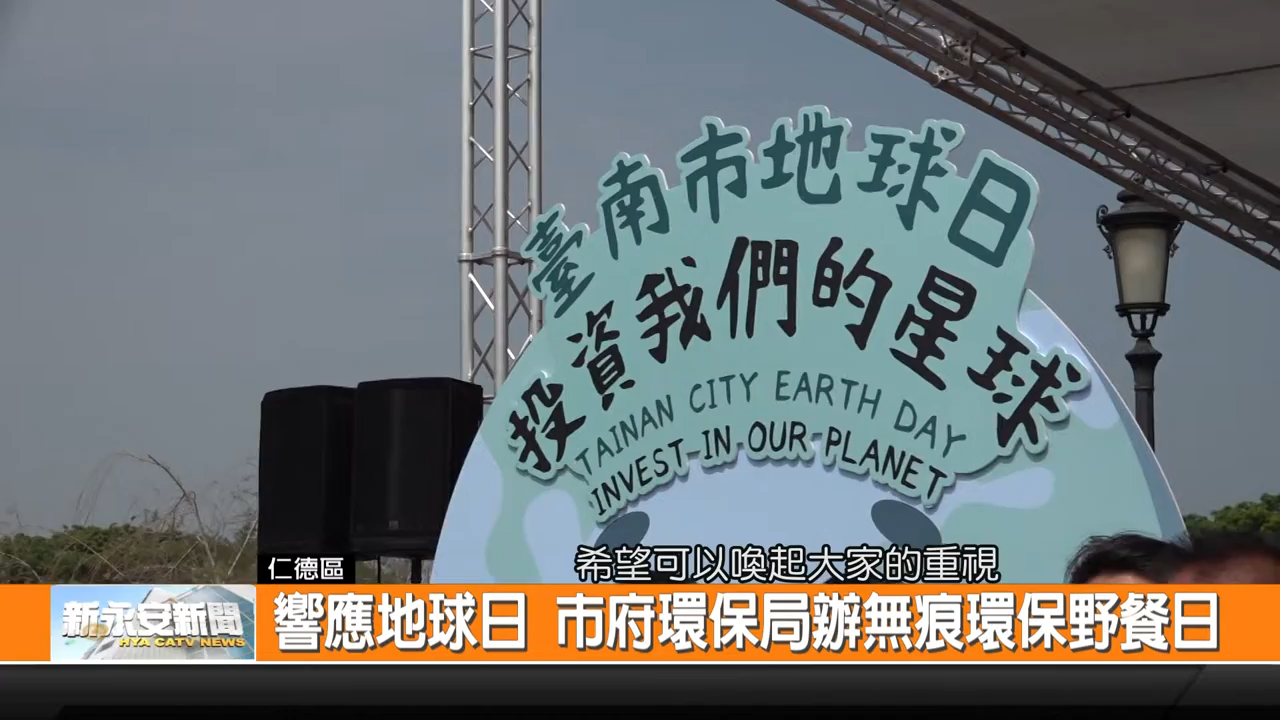 臺南市地球日
投資我們的星球
TAINAN CITY EARTH DAY
INVEST IN OUR PLANET
希望可以喚起大家的重視
仁德區
新永安新聞
HYA CATV NEWS
響應地球日 市府環保局辦無痕環保野餐日